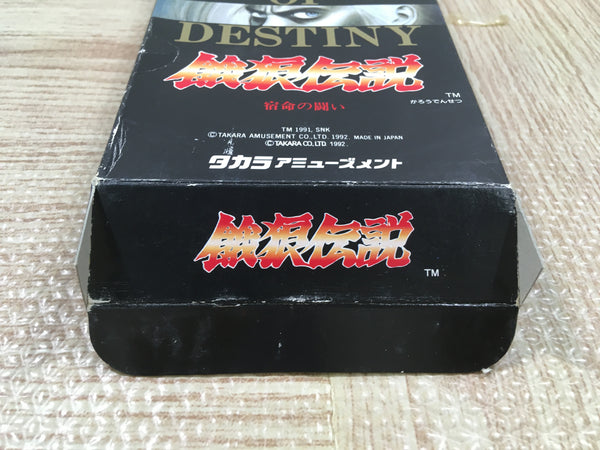 OF
DESTINY
餓狼伝説
TM
かろうでんせつ
宿命の闘い
TM 1991, SNK
©TAKARA AMUSEMENT CO., LTD. 1992. MADE IN JAPAN
©TAKARA CO., LTD. 1992.
タカラアミューズメント
餓狼伝説
TM